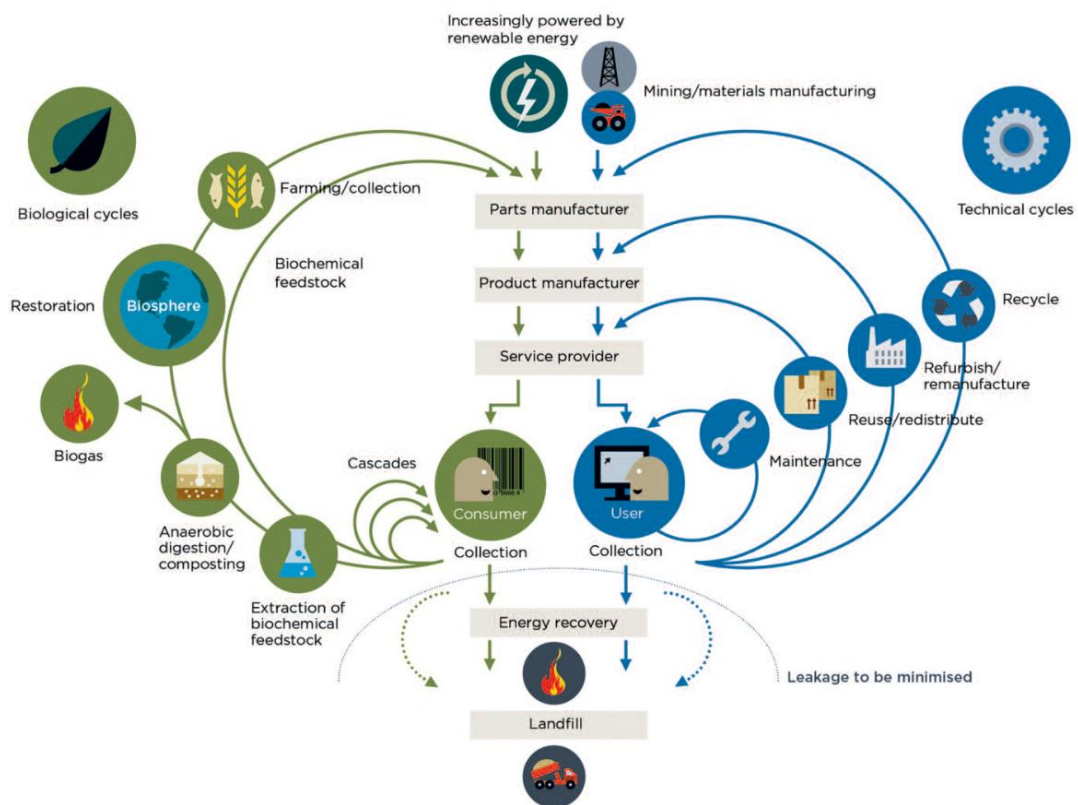 Increasingly powered by
renewable energy
Mining/materials manufacturing
Biological cycles
Technical cycles
Farming/collection
Parts manufacturer
Biochemical
feedstock
Product manufacturer
Restoration
Biosphere
Recycle
Service provider
Refurbish/
remanufacture
Reuse/redistribute
Biogas
Cascades
Maintenance
Consumer
User
Anaerobic
digestion/
composting
Collection
Collection
Extraction of
biochemical
feedstock
Energy recovery
Leakage to be minimised
Landfill